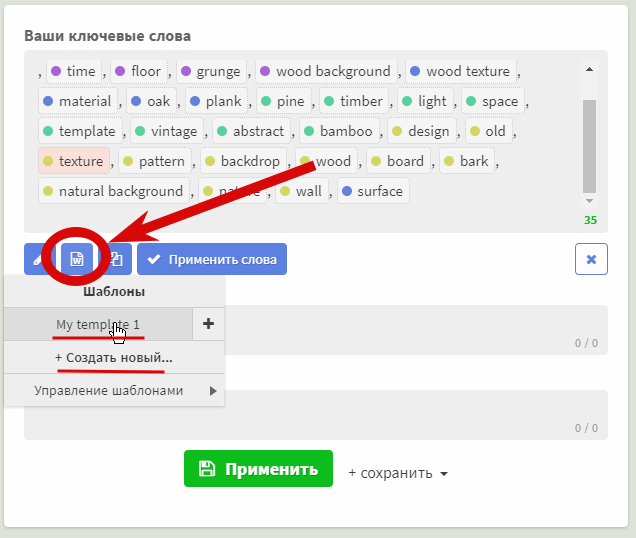 Ваши ключевые слова
, time , floor , grunge , wood background , wood texture ,
material , oak , plank , pine , timber , light , space ,
template , vintage , abstract , bamboo , design , old ,
texture , pattern , backdrop , wood , board , bark ,
natural background , nature , wall , surface
35
W Применить слова
Шаблоны
My template 1
0 / 0
+ Создать новый...
Управление шаблонами
0 / 0
Применить + сохранить